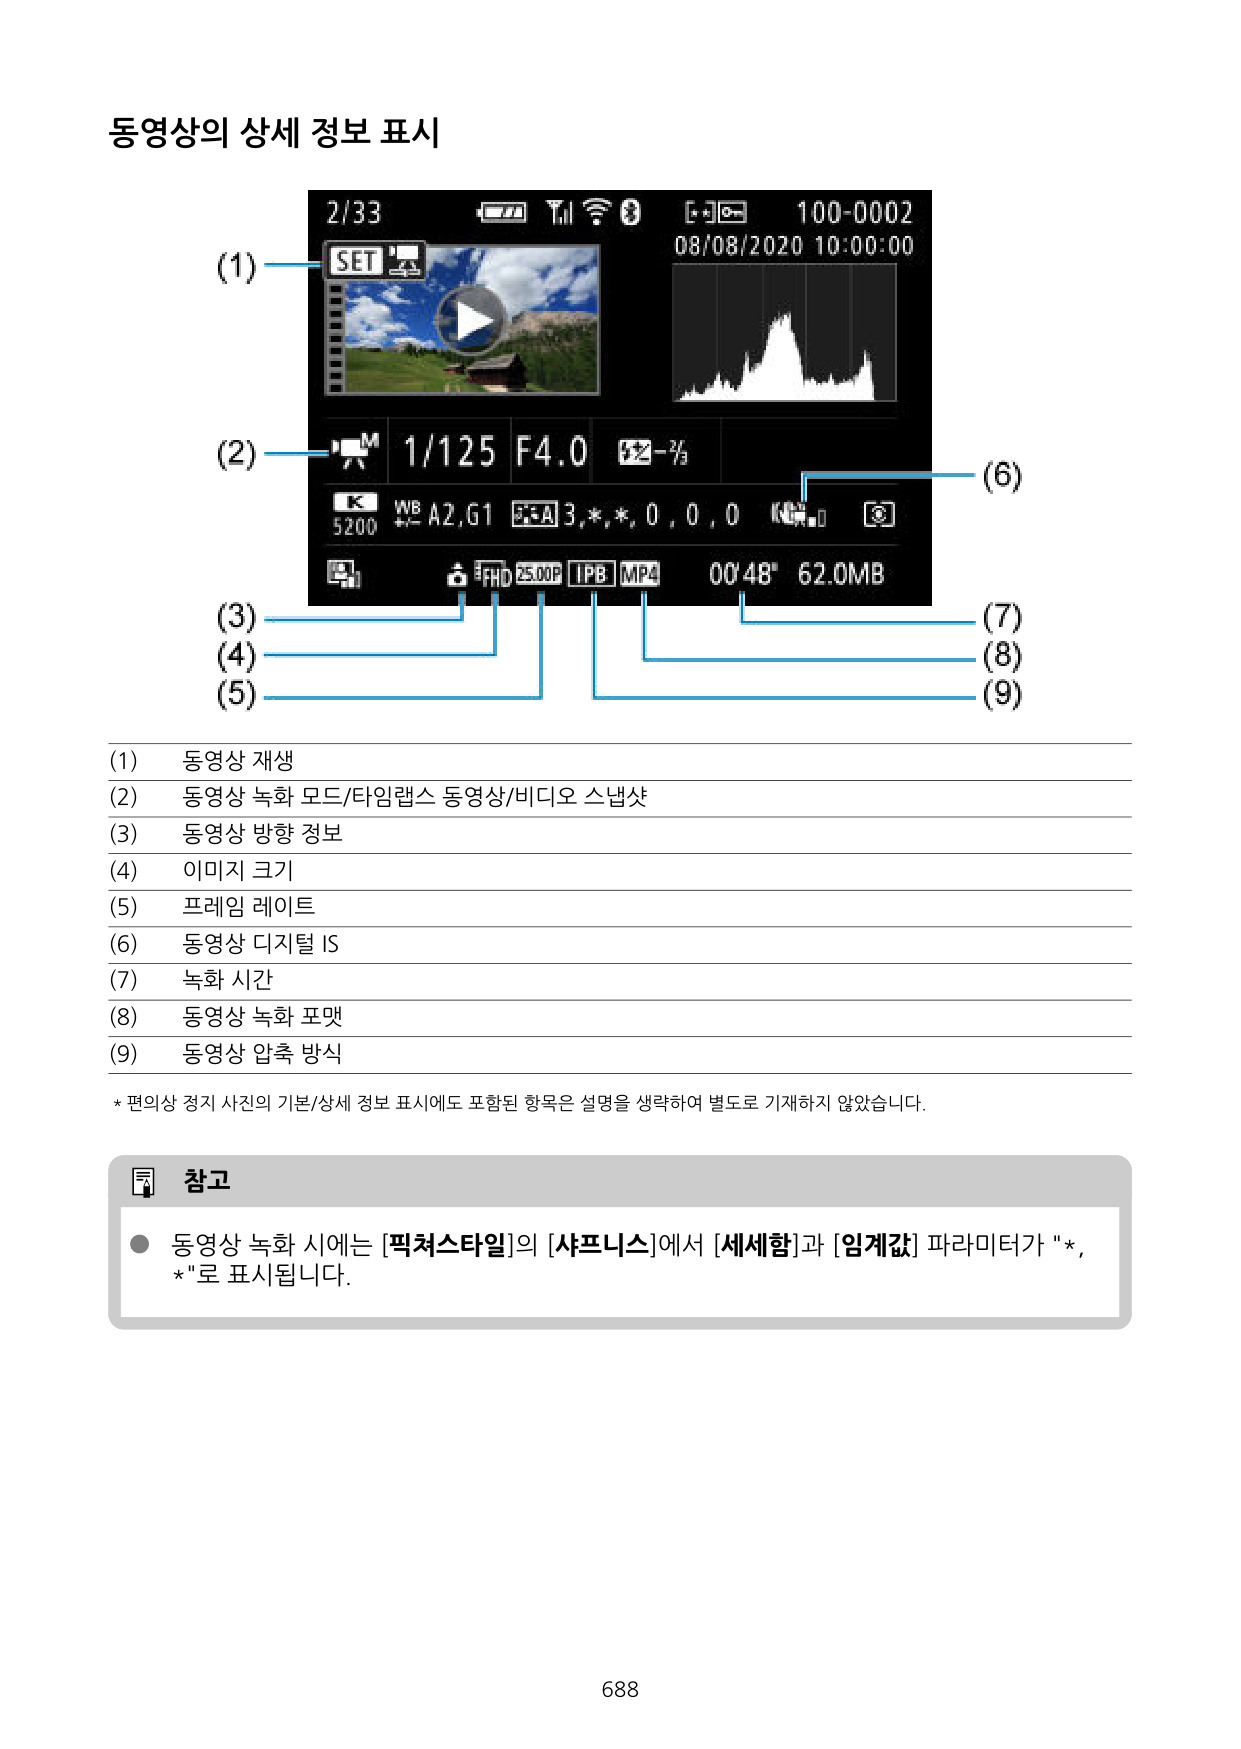 동영상의 상세 정보 표시
2/33 100-0002
08/08/2020 10:00:00
(1) SET
(2) M 1/125 F4.0 -2/3
(6)
K 5200 WB +/- A2,G1 A 3,*,*, 0 , 0 , 0
FHD 25.00P IPB MP4 00'48" 62.0MB
(3) (7)
(4) (8)
(5) (9)
(1) 동영상 재생
(2) 동영상 녹화 모드/타임랩스 동영상/비디오 스냅샷
(3) 동영상 방향 정보
(4) 이미지 크기
(5) 프레임 레이트
(6) 동영상 디지털 IS
(7) 녹화 시간
(8) 동영상 녹화 포맷
(9) 동영상 압축 방식
* 편의상 정지 사진의 기본/상세 정보 표시에도 포함된 항목은 설명을 생략하여 별도로 기재하지 않았습니다.
참고
● 동영상 녹화 시에는 [픽쳐스타일]의 [샤프니스]에서 [세세함]과 [임계값] 파라미터가 "*,
*"로 표시됩니다.
688